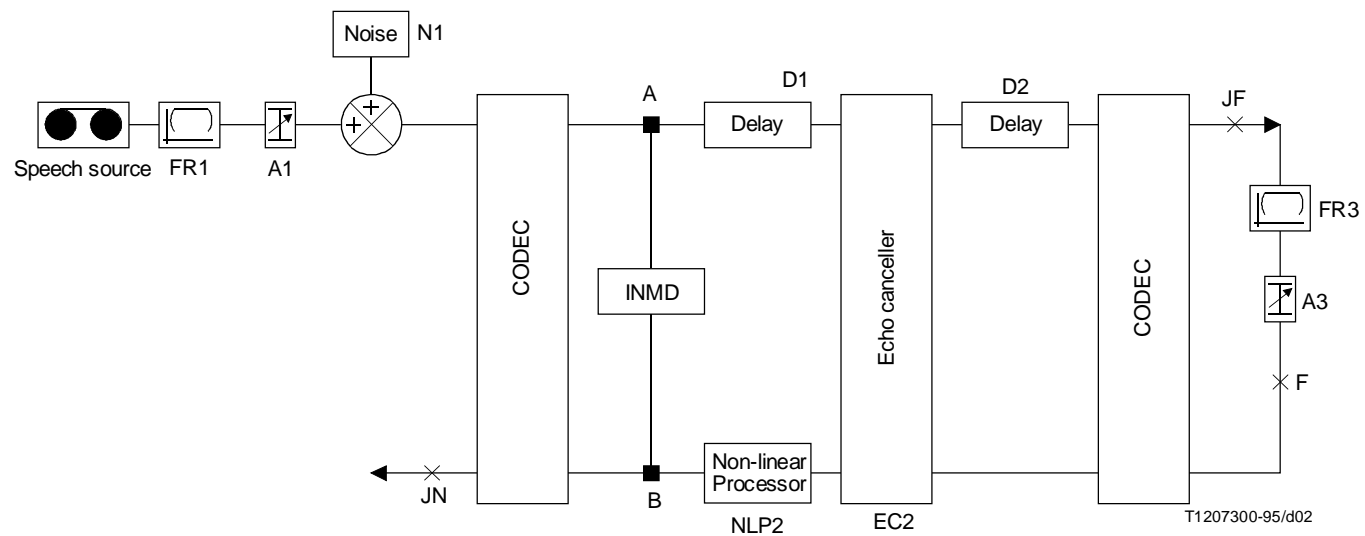 Noise N1
A
D1
D2
JF
Delay
Delay
+
+
Speech source
FR1
A1
FR3
CODEC
INMD
Echo canceller
CODEC
A3
F
Non-linear
Processor
JN
B
NLP2
EC2
T1207300-95/d02